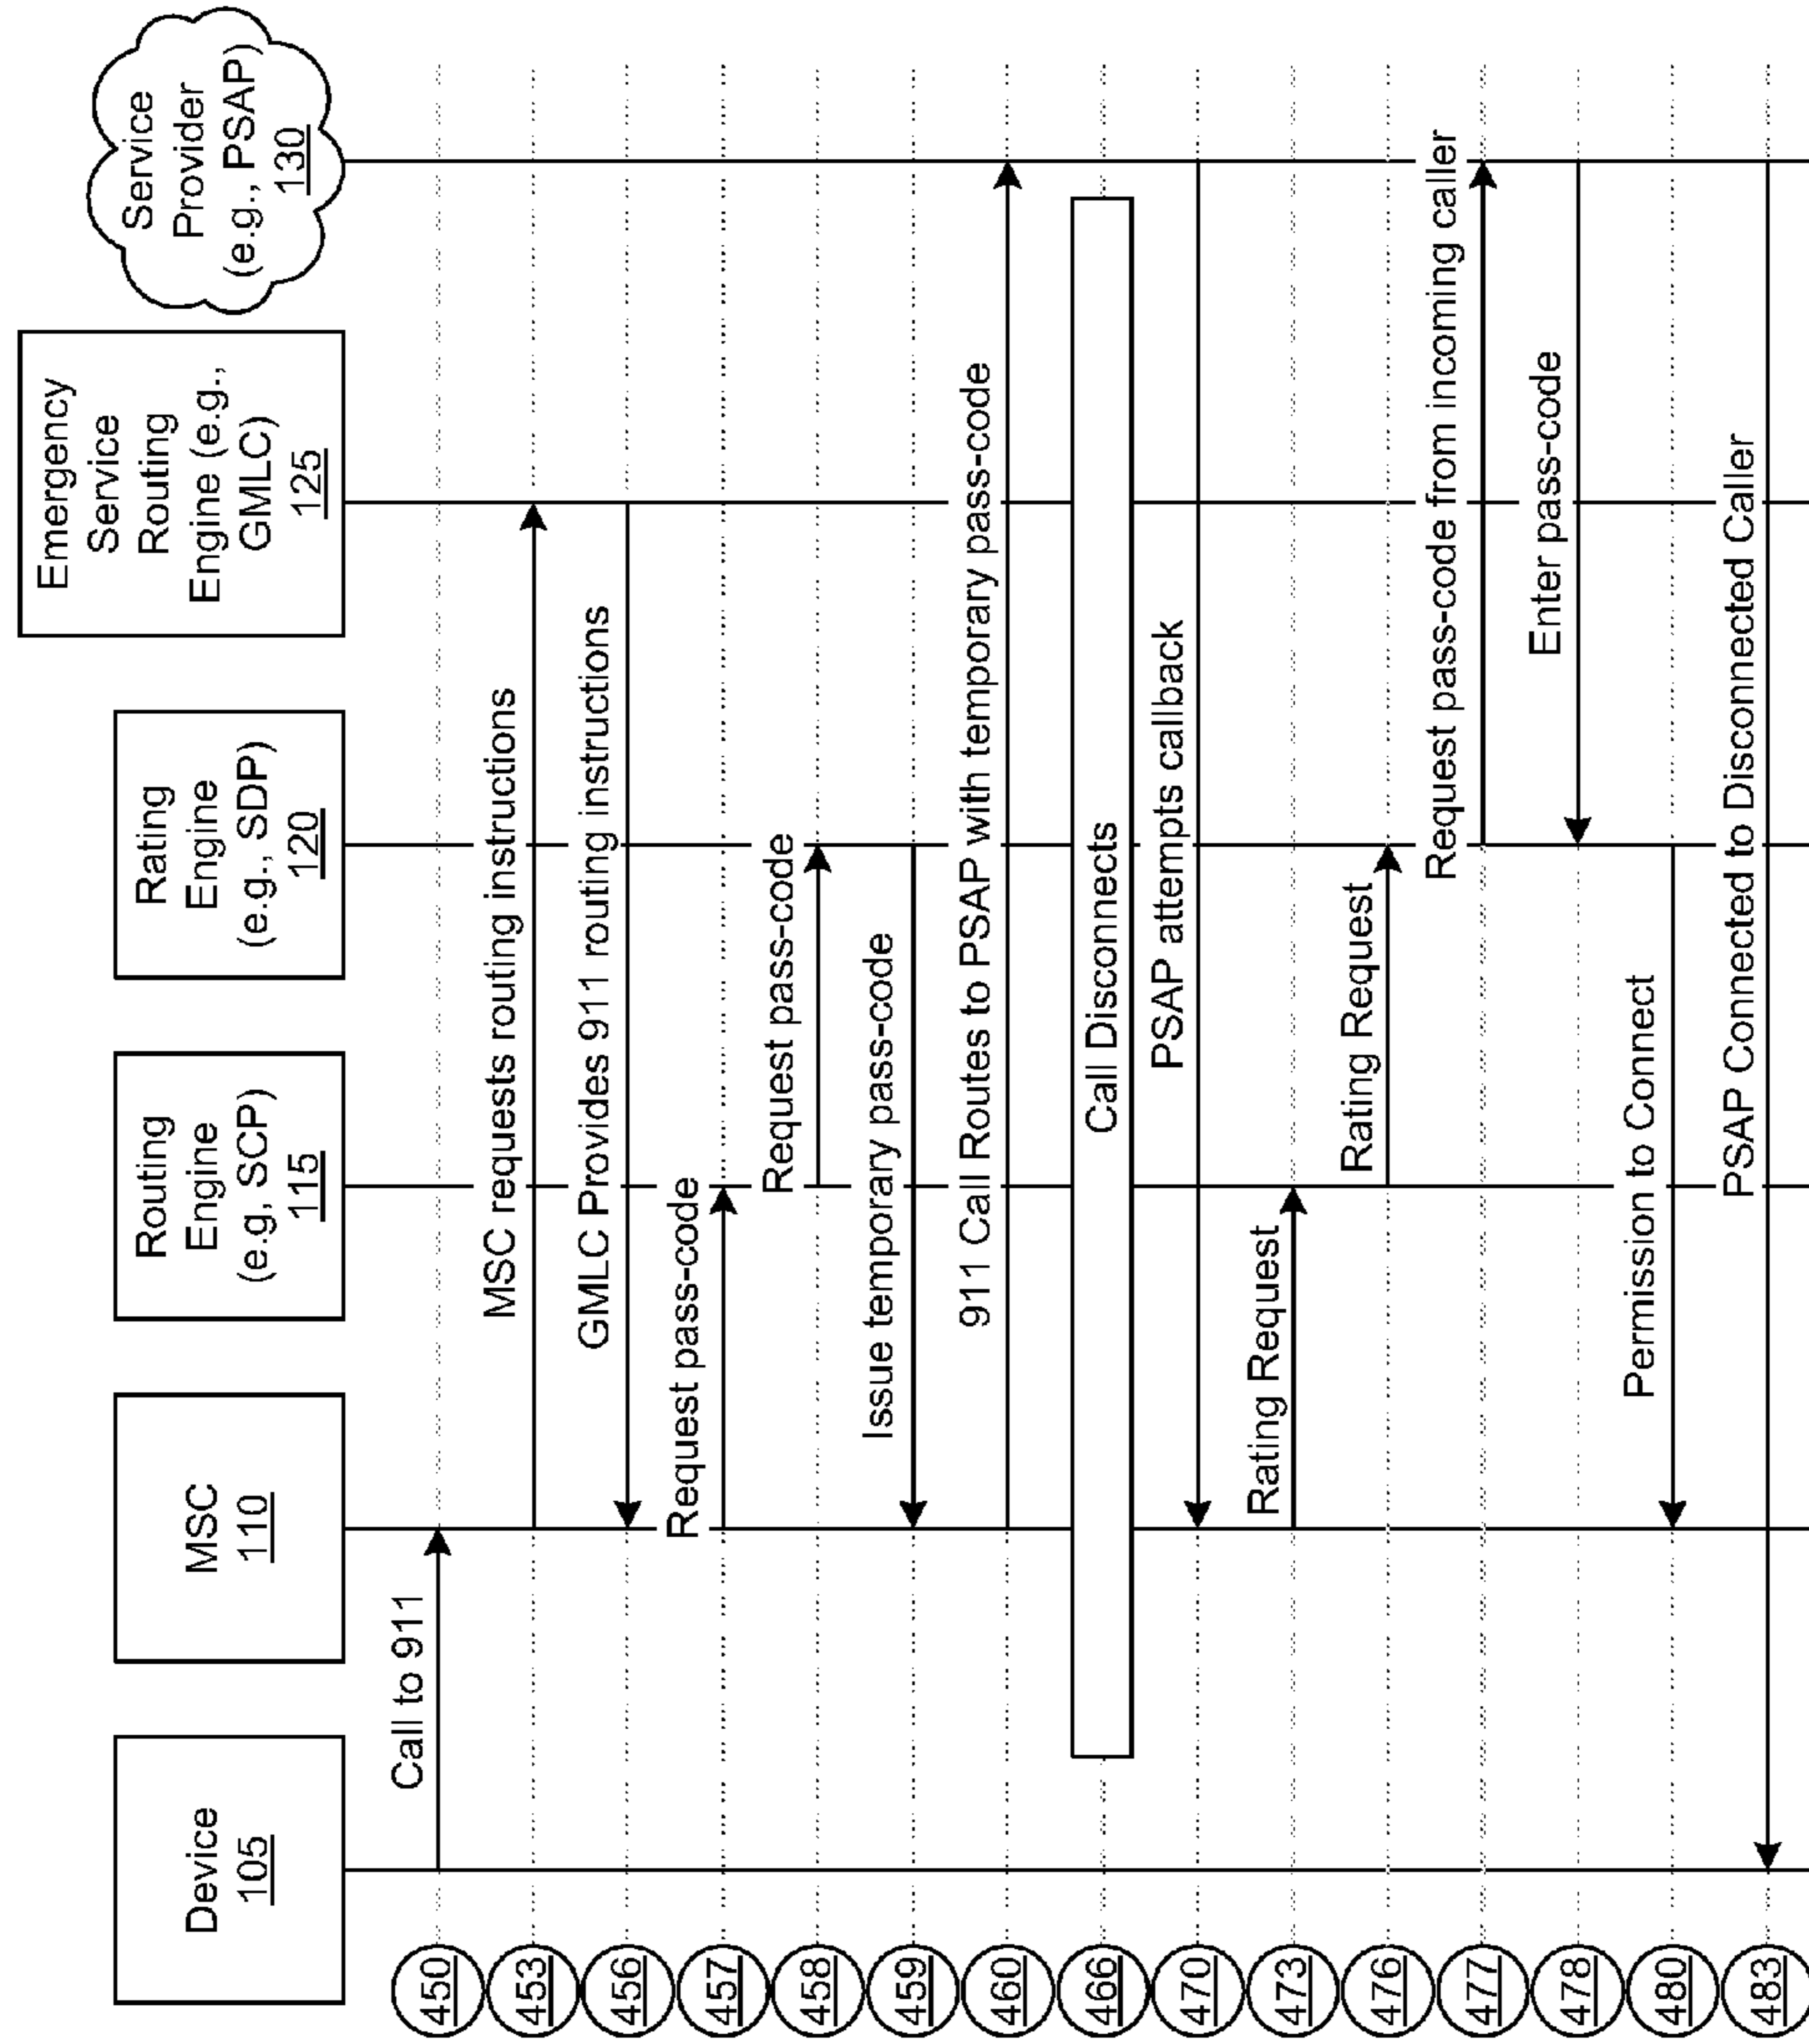 Device
105
MSC
110
Routing
Engine
(e.g, SCP)
115
Rating
Engine
(e.g., SDP)
120
Emergency
Service
Routing
Engine (e.g.,
GMLC)
125
Service
Provider
(e.g., PSAP)
130
450
Call to 911
453
MSC requests routing instructions
456
GMLC Provides 911 routing instructions
457
Request pass-code
458
Request pass-code
459
Issue temporary pass-code
460
911 Call Routes to PSAP with temporary pass-code
466
Call Disconnects
470
PSAP attempts callback
473
Rating Request
476
Rating Request
477
Request pass-code from incoming caller
478
Enter pass-code
480
Permission to Connect
483
PSAP Connected to Disconnected Caller